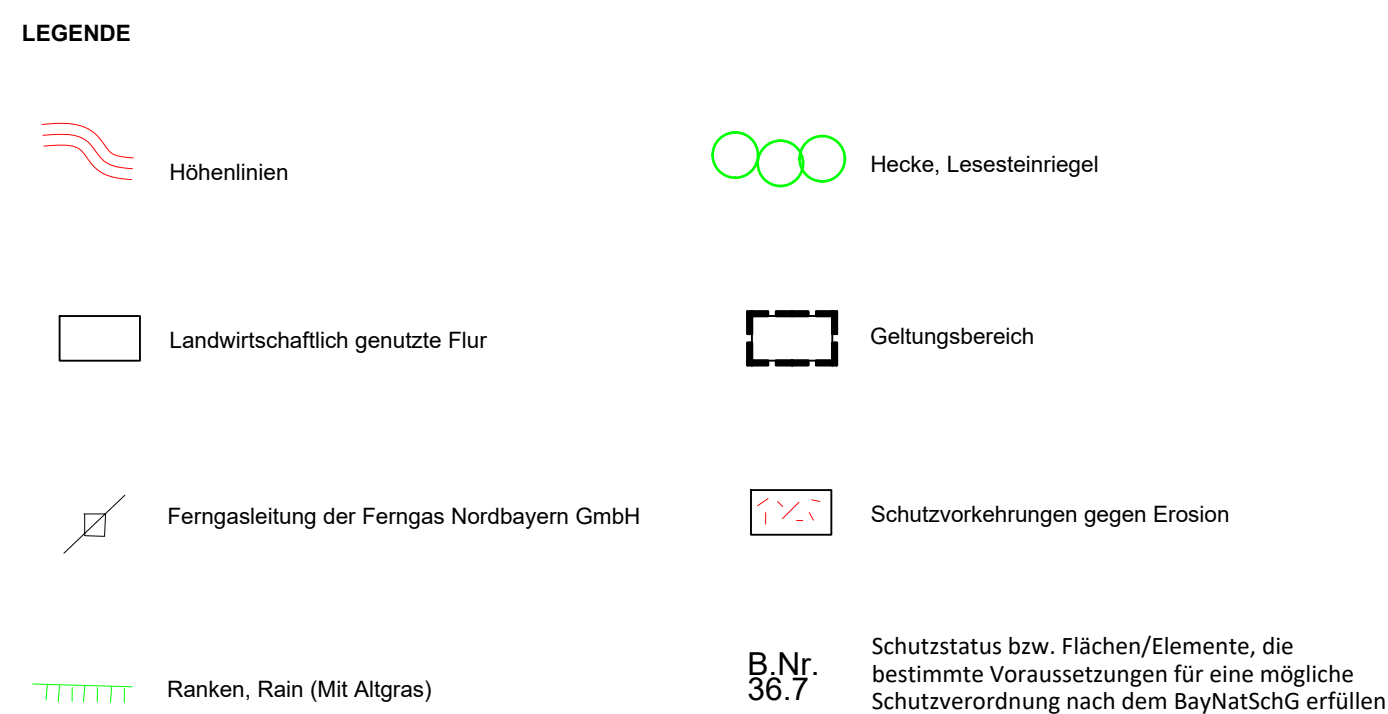 LEGENDE
Höhenlinien
Hecke, Lesesteinriegel
Landwirtschaftlich genutzte Flur
Geltungsbereich
Ferngasleitung der Ferngas Nordbayern GmbH
Schutzvorkehrungen gegen Erosion
Ranken, Rain (Mit Altgras)
B.Nr.
36.7
Schutzstatus bzw. Flächen/Elemente, die
bestimmte Voraussetzungen für eine mögliche
Schutzverordnung nach dem BayNatSchG erfüllen